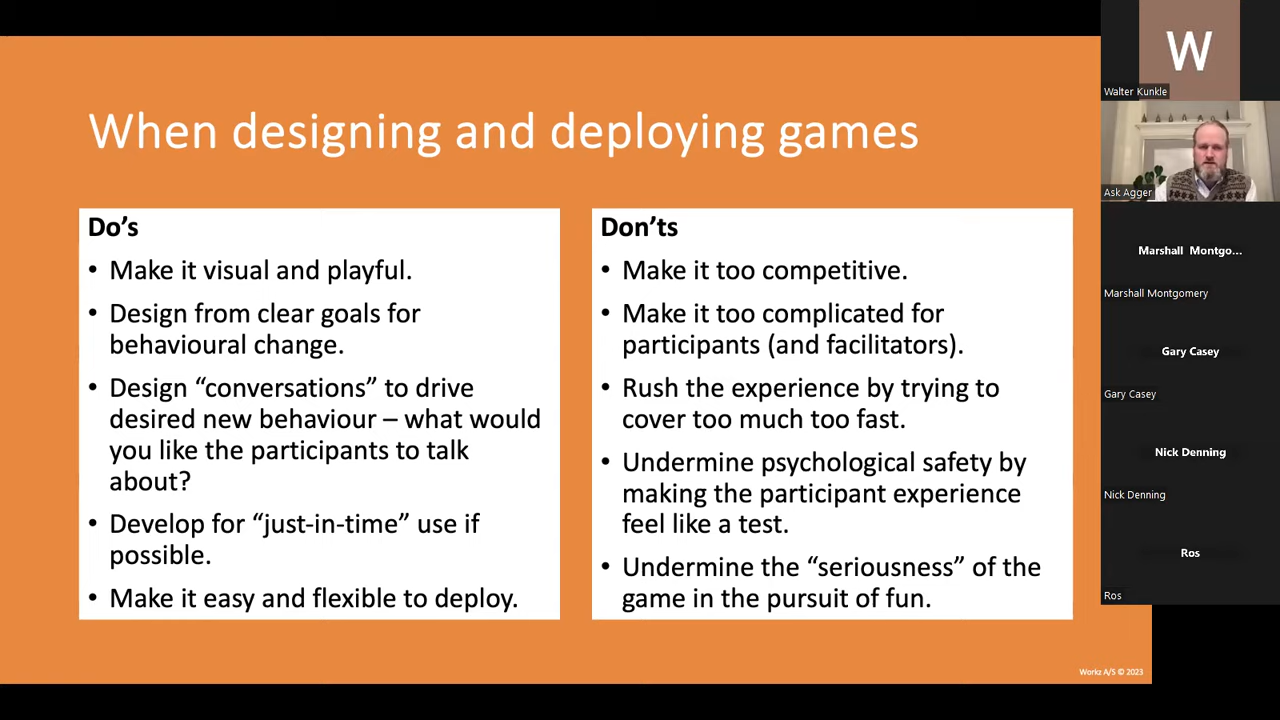 When designing and deploying games
Do’s
• Make it visual and playful.
• Design from clear goals for
behavioural change.
• Design “conversations” to drive
desired new behaviour – what would
you like the participants to talk
about?
• Develop for “just-in-time” use if
possible.
• Make it easy and flexible to deploy.
Don’ts
• Make it too competitive.
• Make it too complicated for
participants (and facilitators).
• Rush the experience by trying to
cover too much too fast.
• Undermine psychological safety by
making the participant experience
feel like a test.
• Undermine the “seriousness” of the
game in the pursuit of fun.
Workz A/S © 2023
W
Walter Kunkle
Ask Agger
Marshall Montgo...
Marshall Montgomery
Gary Casey
Gary Casey
Nick Denning
Nick Denning
Ros
Ros